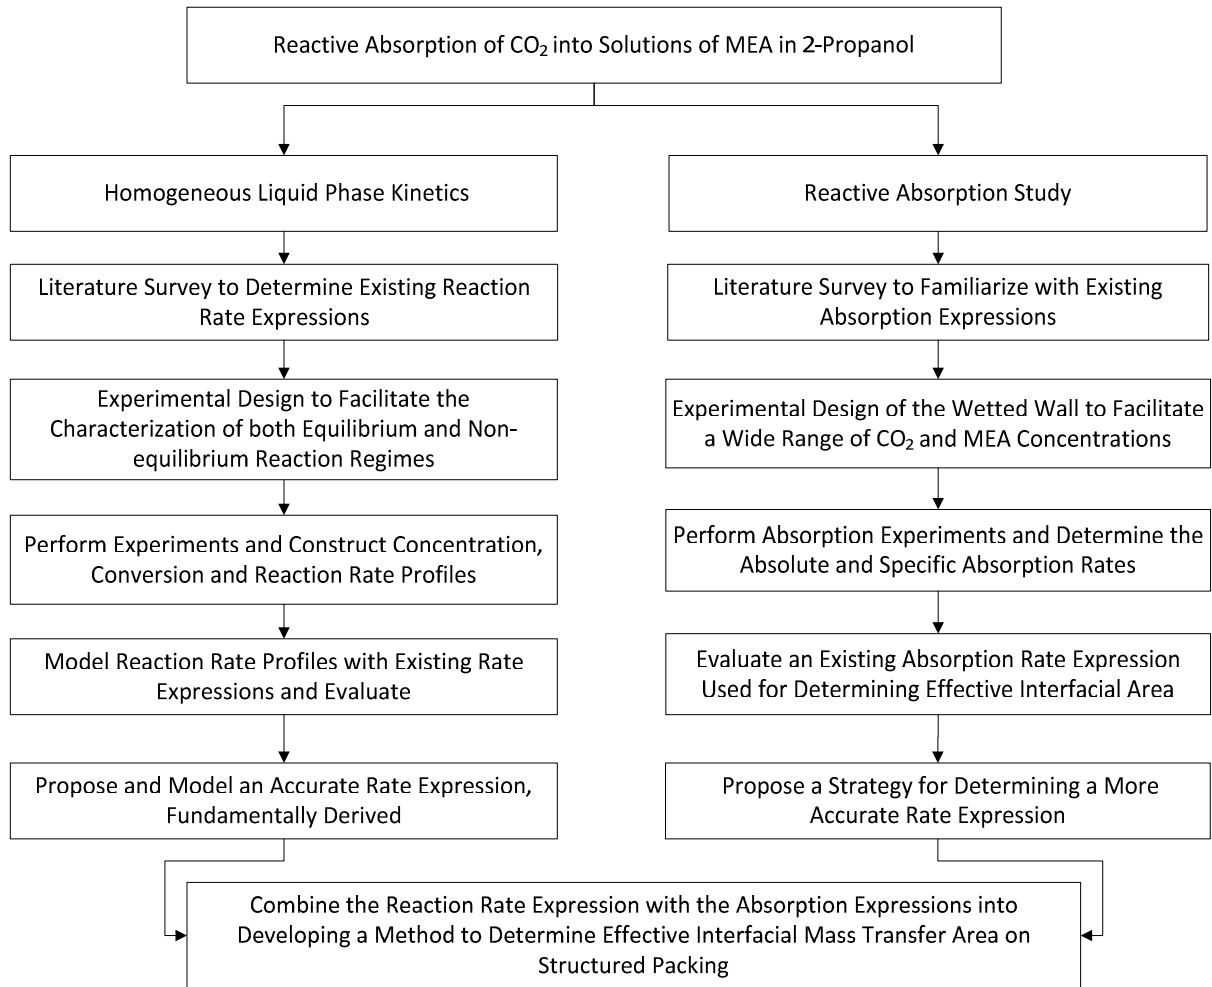 Reactive Absorption of CO₂ into Solutions of MEA in 2-Propanol
Homogeneous Liquid Phase Kinetics
Literature Survey to Determine Existing Reaction
Rate Expressions
Experimental Design to Facilitate the
Characterization of both Equilibrium and Non-
equilibrium Reaction Regimes
Perform Experiments and Construct Concentration,
Conversion and Reaction Rate Profiles
Model Reaction Rate Profiles with Existing Rate
Expressions and Evaluate
Propose and Model an Accurate Rate Expression,
Fundamentally Derived
Reactive Absorption Study
Literature Survey to Familiarize with Existing
Absorption Expressions
Experimental Design of the Wetted Wall to Facilitate
a Wide Range of CO₂ and MEA Concentrations
Perform Absorption Experiments and Determine the
Absolute and Specific Absorption Rates
Evaluate an Existing Absorption Rate Expression
Used for Determining Effective Interfacial Area
Propose a Strategy for Determining a More
Accurate Rate Expression
Combine the Reaction Rate Expression with the Absorption Expressions into
Developing a Method to Determine Effective Interfacial Mass Transfer Area on
Structured Packing